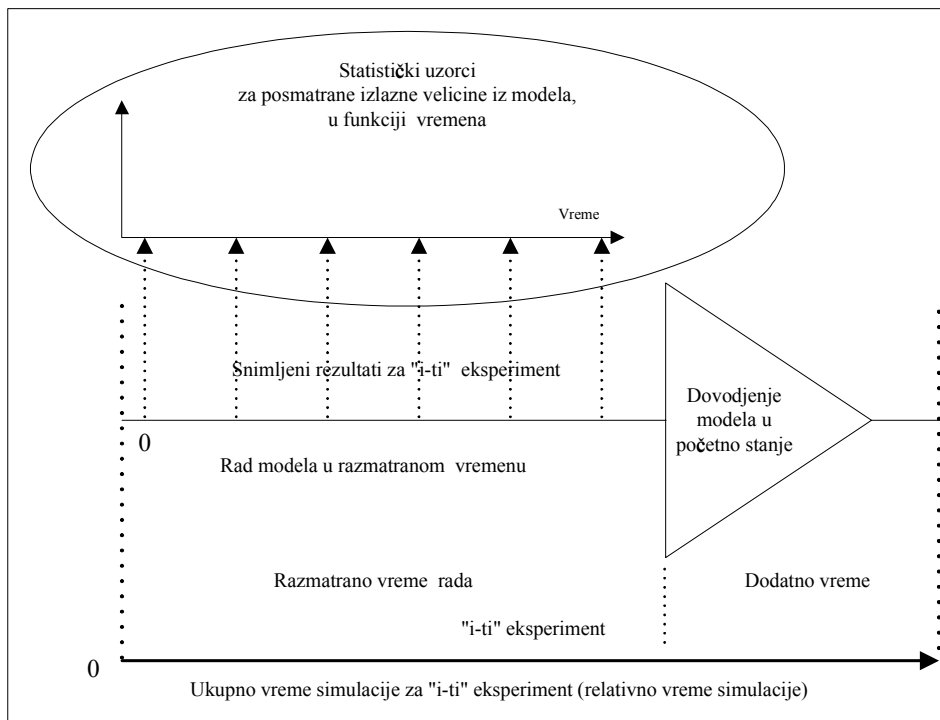 Statistički uzorci
za posmatrane izlazne velicine iz modela,
u funkciji vremena
Vreme
Snimljeni rezultati za "i-ti" eksperiment
Dovodjenje
modela u
početno stanje
0
Rad modela u razmatranom vremenu
Razmatrano vreme rada
Dodatno vreme
"i-ti" eksperiment
0
Ukupno vreme simulacije za "i-ti" eksperiment (relativno vreme simulacije)